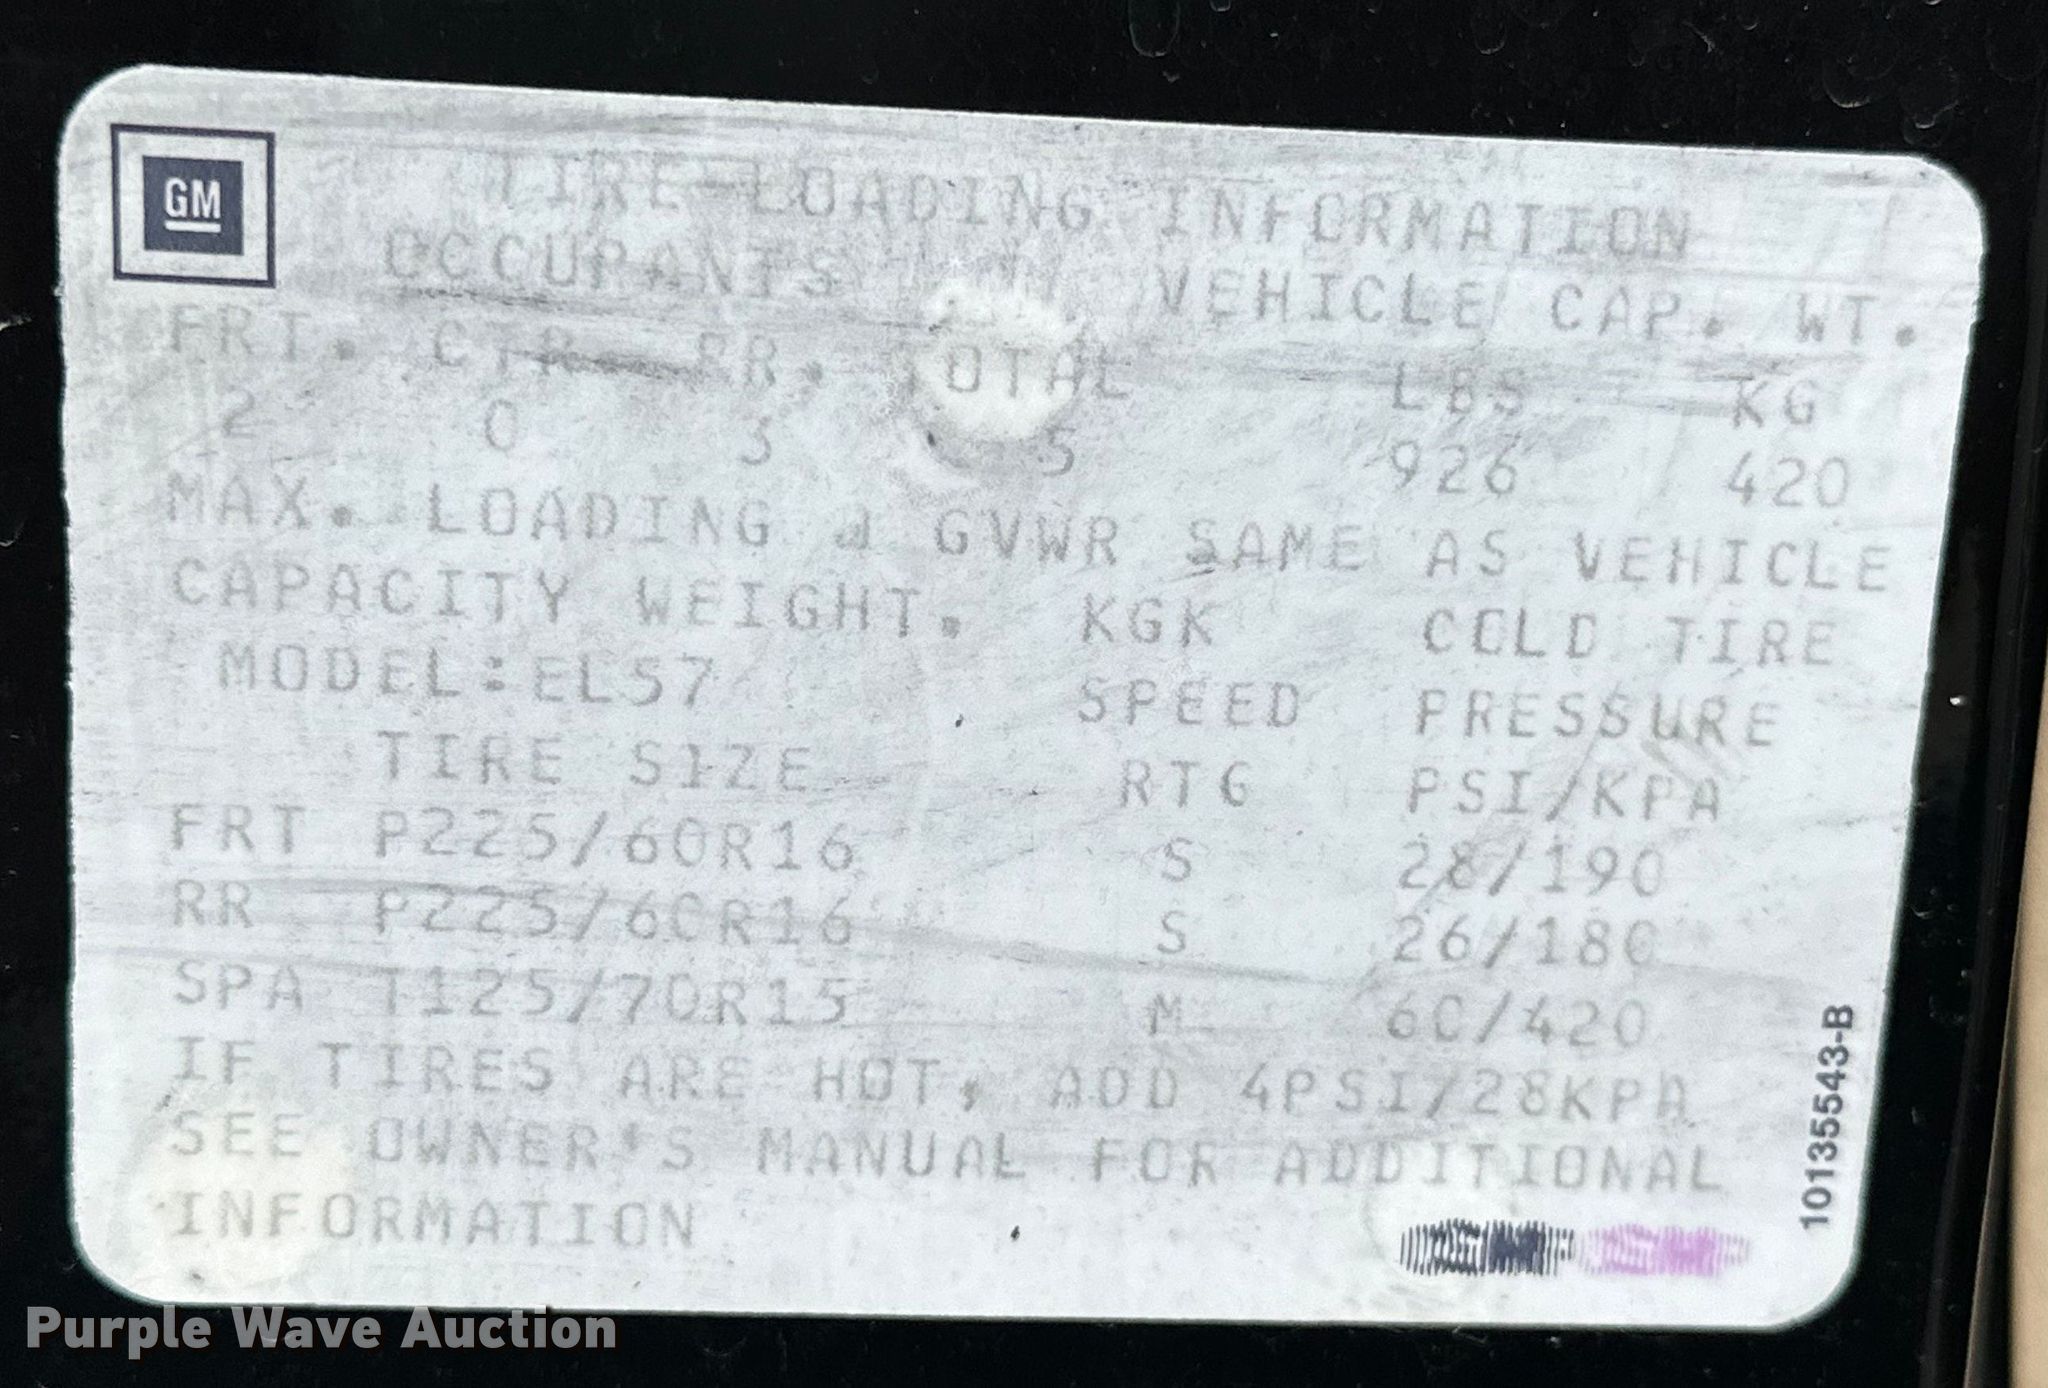 GM
TIRE-LOADING INFORMATION
OCCUPANTS VEHICLE CAP. WT.
FRT. CTR. RR. TOTAL LBS KG
2 0 3 5 926 420
MAX. LOADING @ GVWR SAME AS VEHICLE
CAPACITY WEIGHT. KGK COLD TIRE
MODEL:EL57 SPEED PRESSURE
TIRE SIZE RTG PSI/KPA
FRT P225/60R16 S 28/190
RR P225/60R16 S 26/180
SPA T125/70R15 M 60/420
IF TIRES ARE HOT, ADD 4PSI/28KPA
SEE OWNER'S MANUAL FOR ADDITIONAL
INFORMATION
10135543-B
Purple Wave Auction